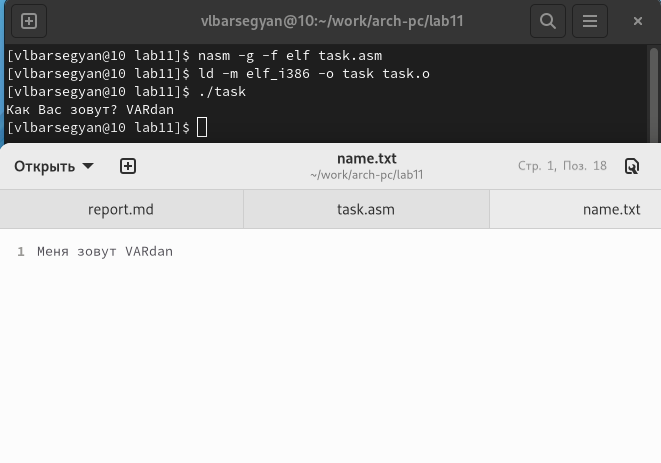 vlbarsegyan@10:~/work/arch-pc/lab11
[vlbarsegyan@10 lab11]$ nasm -g -f elf task.asm
[vlbarsegyan@10 lab11]$ ld -m elf_i386 -o task task.o
[vlbarsegyan@10 lab11]$ ./task
Как Вас зовут? VARdan
[vlbarsegyan@10 lab11]$
Открыть
name.txt
~/work/arch-pc/lab11
Стр. 1, Поз. 18
report.md
task.asm
name.txt
1 Меня зовут VARdan